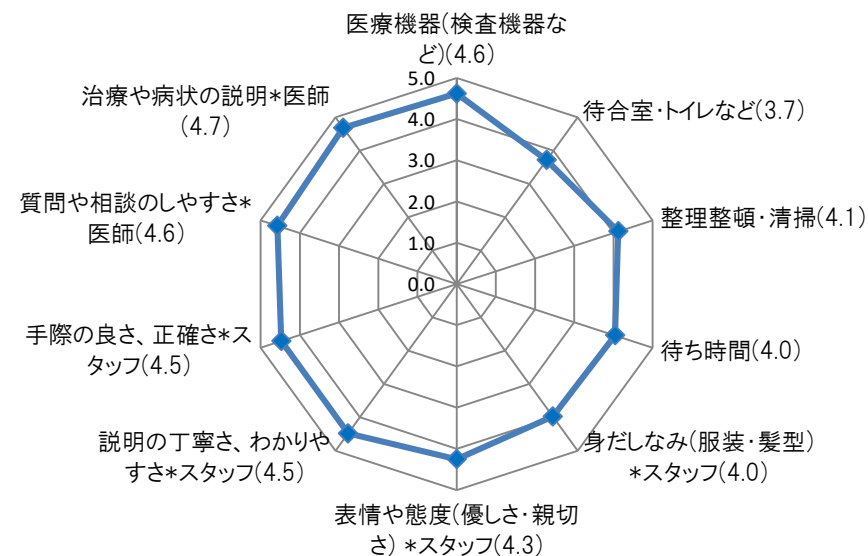 医療機器(検査機器な
ど)(4.6)
待合室・トイレなど(3.7)
整理整頓・清掃(4.1)
待ち時間(4.0)
身だしなみ(服装・髪型)
*スタッフ(4.0)
表情や態度(優しさ・親切
さ) *スタッフ(4.3)
説明の丁寧さ、わかりや
すさ*スタッフ(4.5)
手際の良さ、正確さ*ス
タッフ(4.5)
質問や相談のしやすさ*
医師(4.6)
治療や病状の説明*医師
(4.7)
5.0
4.0
3.0
2.0
1.0
0.0